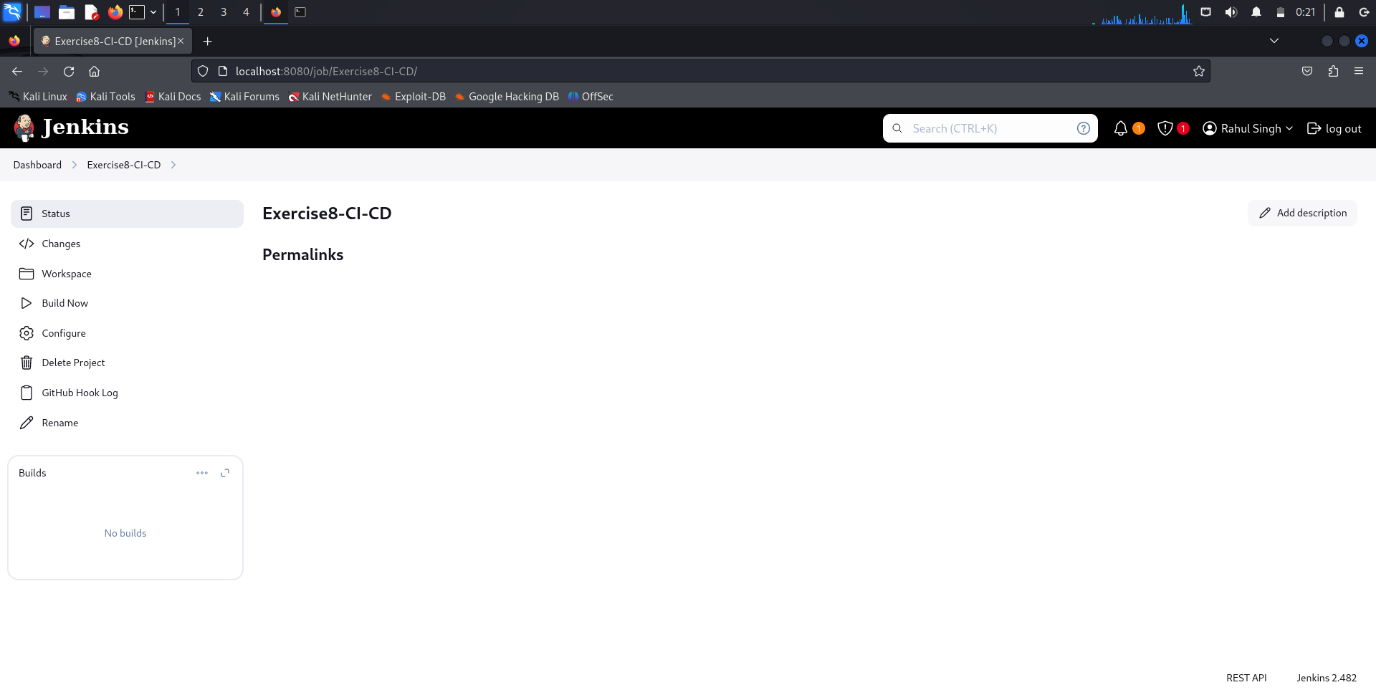 1 2 3 4 0:21
Exercise8-CI-CD [Jenkins] ×
localhost:8080/job/Exercise8-CI-CD/
Kali Linux Kali Tools Kali Docs Kali Forums Kali NetHunter Exploit-DB Google Hacking DB OffSec
Jenkins Search (CTRL+K) 1 1 Rahul Singh log out
Dashboard Exercise8-CI-CD
Status
Changes
Workspace
Build Now
Configure
Delete Project
GitHub Hook Log
Rename
Builds
No builds
Exercise8-CI-CD
Add description
Permalinks
REST API Jenkins 2.482